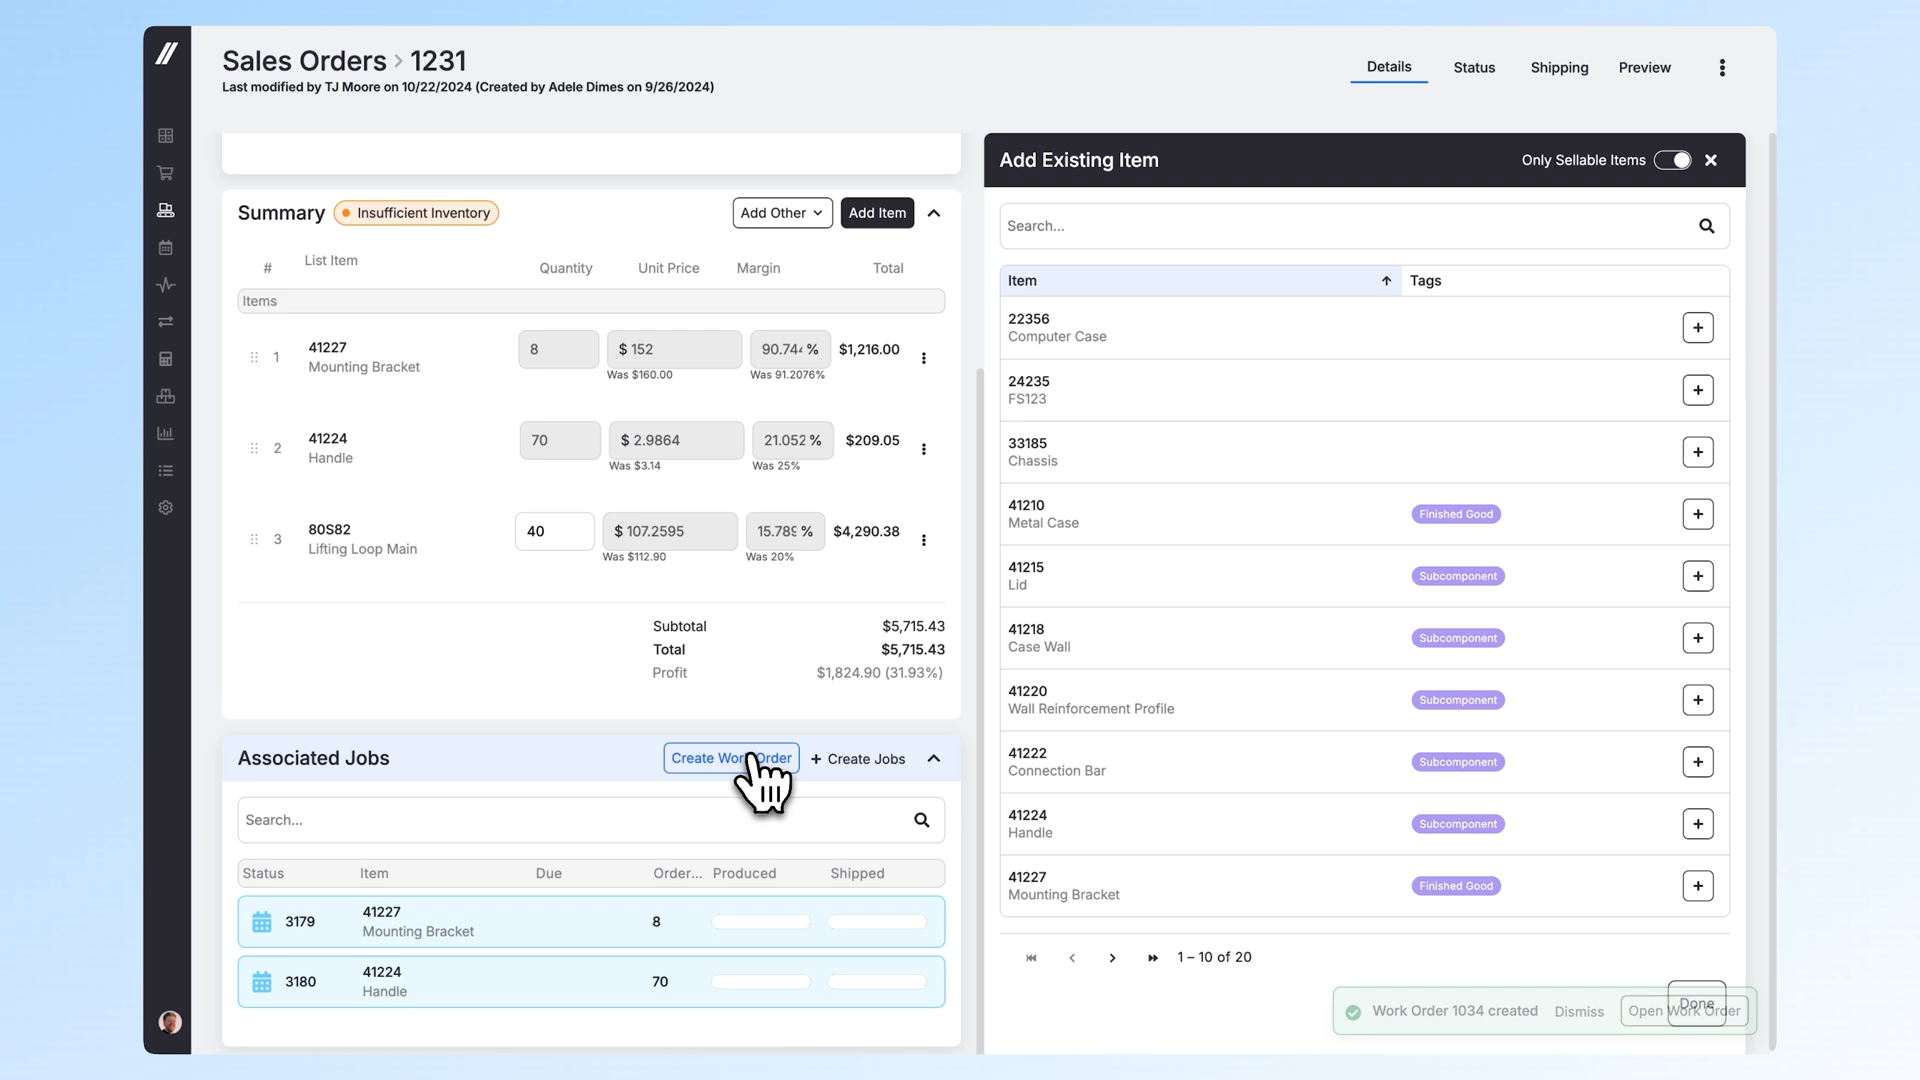 Sales Orders › 1231
Last modified by TJ Moore on 10/22/2024 (Created by Adele Dimes on 9/26/2024)
Details
Status
Shipping
Preview
Summary
Insufficient Inventory
Add Other
Add Item
# List Item Quantity Unit Price Margin Total
Items
1 41227 8 $ 152 % $1,216.00
Mounting Bracket
Was $160.00 Was 91.2076%
2 41224 70 $ 2.9864 21.052 % $209.05
Handle
Was $3.14 Was 25%
3 80S82 40 $ 107.2595 % $4,290.38
Lifting Loop Main
Was $112.90 Was 20%
Subtotal $5,715.43
Total $5,715.43
Profit $1,824.90 (31.93%)
Associated Jobs
Create Order
+ Create Jobs
Search...
Status Item Due Order... Produced Shipped
3179 41227 8
Mounting Bracket
3180 41224 70
Handle
Add Existing Item
Only Sellable Items
Search...
Item Tags
22356
Computer Case
24235
FS123
33185
Chassis
41210
Metal Case
Finished Good
41215
Lid
Subcomponent
41218
Case Wall
Subcomponent
41220
Wall Reinforcement Profile
Subcomponent
41222
Connection Bar
Subcomponent
41224
Handle
Subcomponent
41227
Mounting Bracket
Finished Good
1 – 10 of 20
Done
Work Order 1034 created
Dismiss
Open Work Order